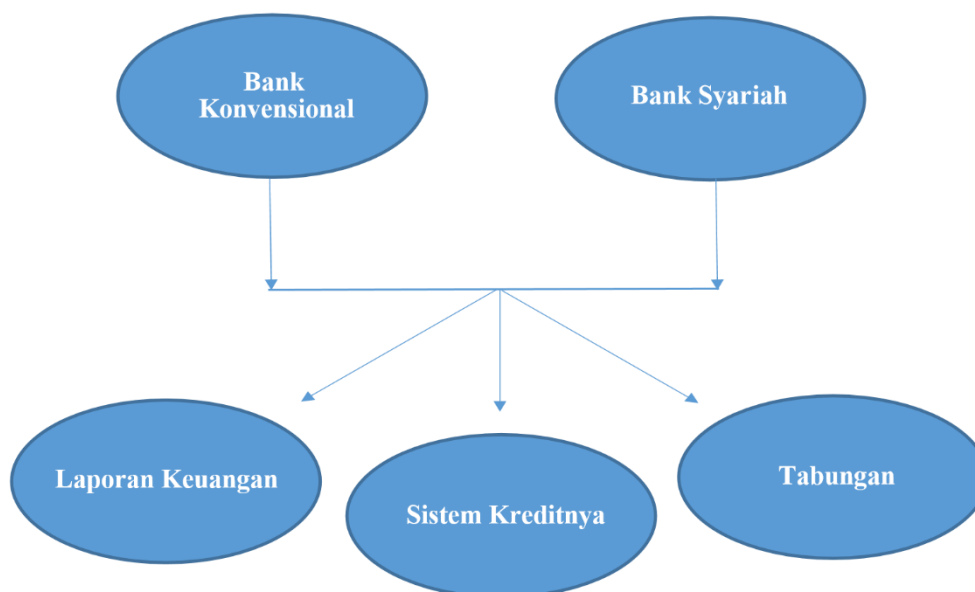 Bank
Konvensional
Bank Syariah
Laporan Keuangan
Sistem Kreditnya
Tabungan